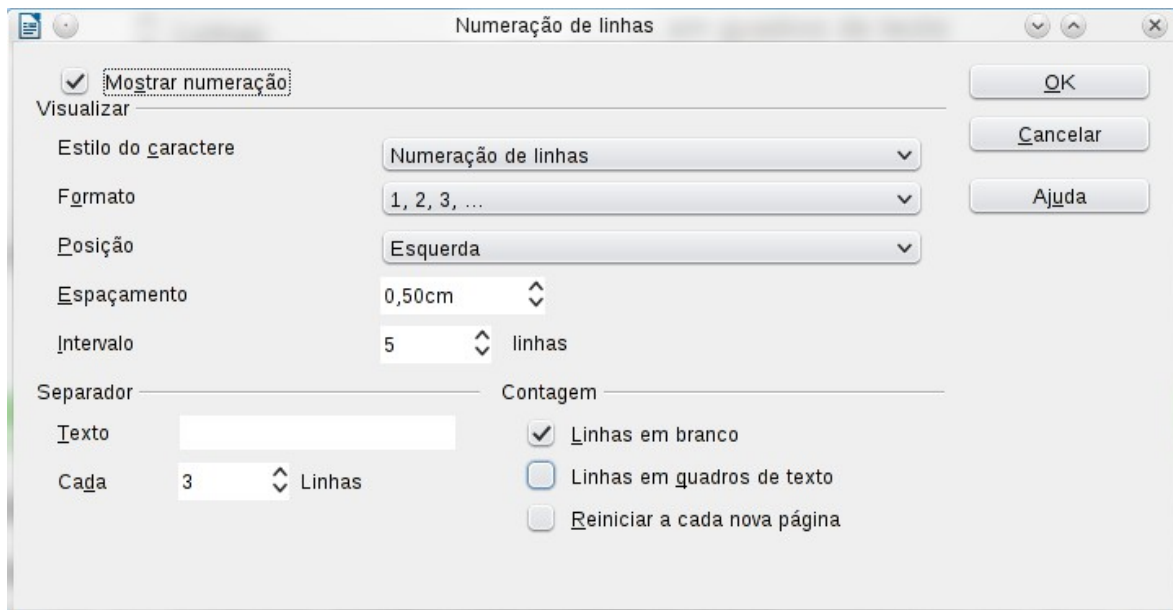 Numeração de linhas
Mostrar numeração
OK
Visualizar
Cancelar
Estilo do caractere
Numeração de linhas
Formato
1, 2, 3, ...
Ajuda
Posição
Esquerda
Espaçamento
0,50cm
Intervalo
5
linhas
Separador
Contagem
Texto
Linhas em branco
Cada
3
Linhas
Linhas em quadros de texto
Reiniciar a cada nova página